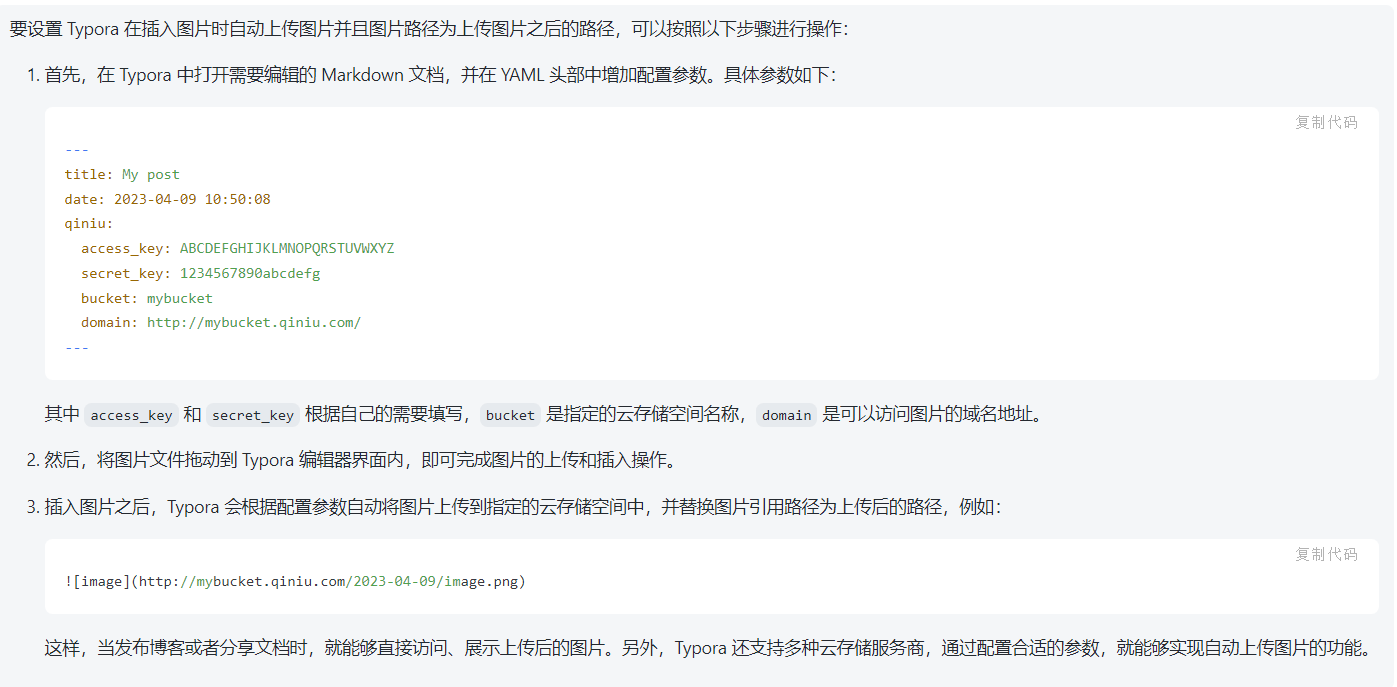 要设置 Typora 在插入图片时自动上传图片并且图片路径为上传图片之后的路径，可以按照以下步骤进行操作：
1. 首先，在 Typora 中打开需要编辑的 Markdown 文档，并在 YAML 头部中增加配置参数。具体参数如下：
复制代码
---
title: My post
date: 2023-04-09 10:50:08
qiniu:
  access_key: ABCDEFGHIJKLMNOPQRSTUVWXYZ
  secret_key: 1234567890abcdefg
  bucket: mybucket
  domain: http://mybucket.qiniu.com/
---
其中 access_key 和 secret_key 根据自己的需要填写，bucket 是指定的云存储空间名称，domain 是可以访问图片的域名地址。
2. 然后，将图片文件拖动到 Typora 编辑器界面内，即可完成图片的上传和插入操作。
3. 插入图片之后，Typora 会根据配置参数自动将图片上传到指定的云存储空间中，并替换图片引用路径为上传后的路径，例如：
复制代码
![image](http://mybucket.qiniu.com/2023-04-09/image.png)
这样，当发布博客或者分享文档时，就能够直接访问、展示上传后的图片。另外，Typora 还支持多种云存储服务商，通过配置合适的参数，就能够实现自动上传图片的功能。